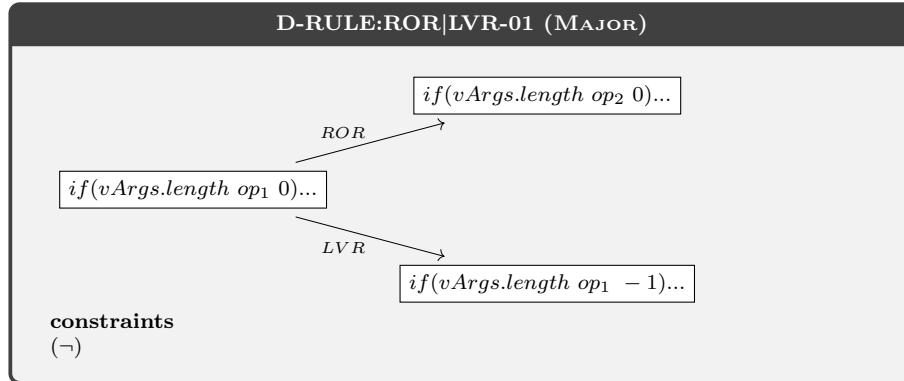 D-RULE:ROR|LVR-01 (MAJOR)
if(vArgs.length op₂ 0)...
ROR
if(vArgs.length op₁ 0)...
LVR
if(vArgs.length op₁ − 1)...
constraints
(¬)